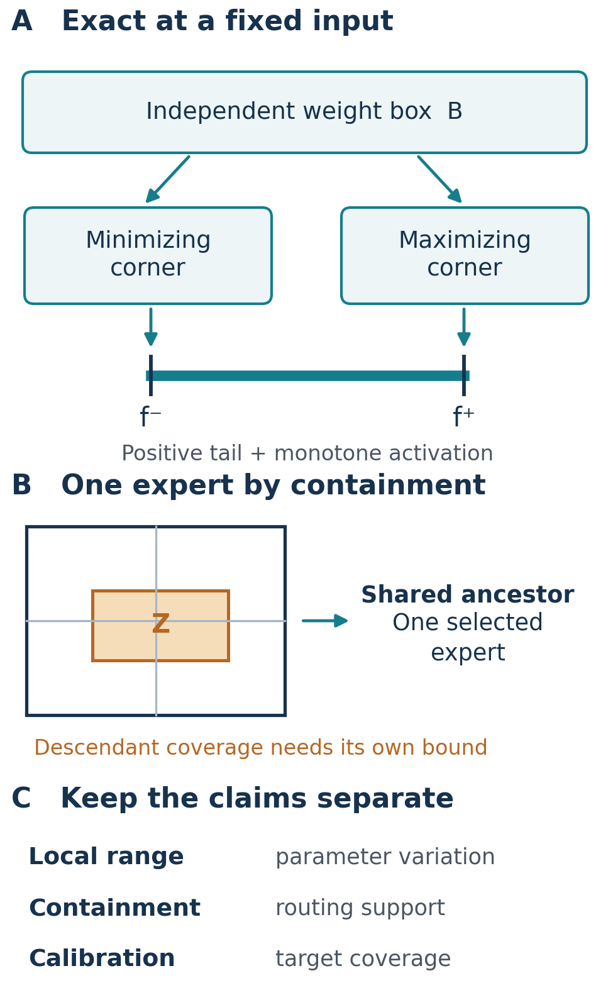 A Exact at a fixed input
Independent weight box B
Minimizing
corner
Maximizing
corner
f⁻
f⁺
Positive tail + monotone activation
B One expert by containment
Z
Shared ancestor
One selected
expert
Descendant coverage needs its own bound
C Keep the claims separate
Local range parameter variation
Containment routing support
Calibration target coverage